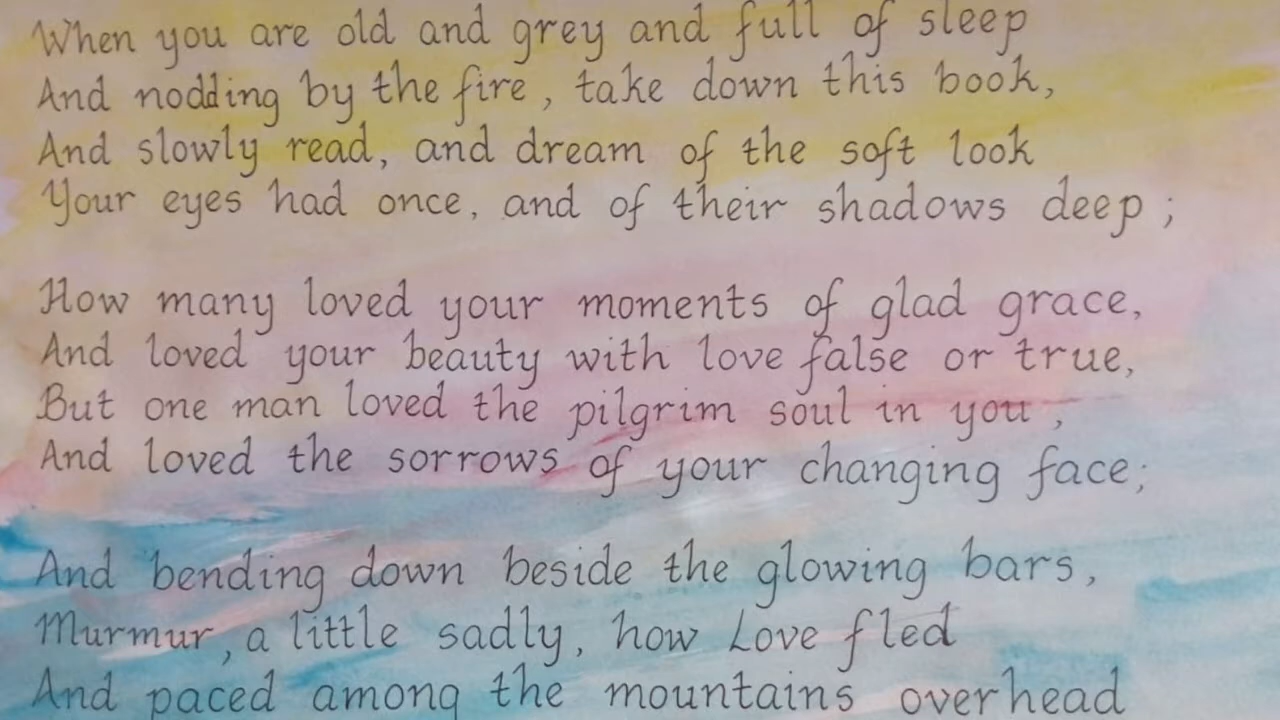 When you are old and grey and full of sleep
And nodding by the fire, take down this book,
And slowly read, and dream of the soft look
Your eyes had once, and of their shadows deep;
How many loved your moments of glad grace,
And loved your beauty with love false or true,
But one man loved the pilgrim soul in you,
And loved the sorrows of your changing face;
And bending down beside the glowing bars,
Murmur, a little sadly, how Love fled
And paced among the mountains overhead